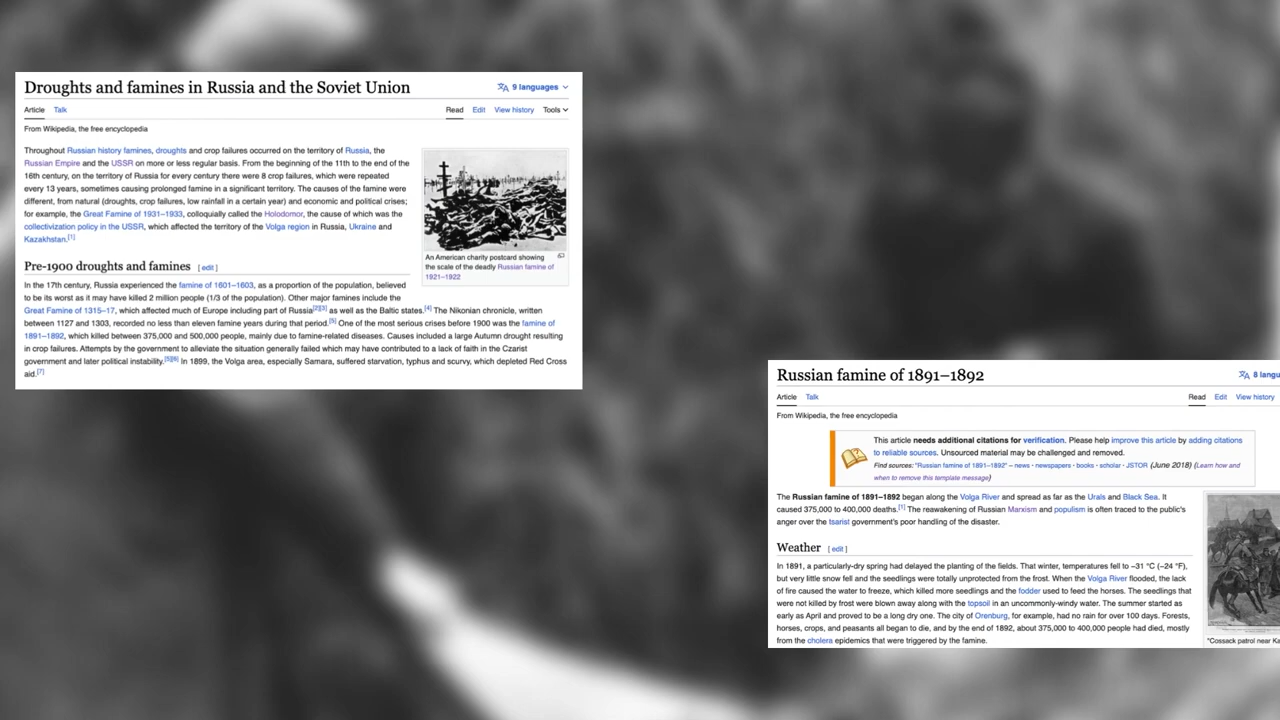 Droughts and famines in Russia and the Soviet Union
9 languages
Article Talk
Read Edit View history Tools
From Wikipedia, the free encyclopedia
Throughout Russian history famines, droughts and crop failures occurred on the territory of Russia, the
Russian Empire and the USSR on more or less regular basis. From the beginning of the 11th to the end of the
16th century, on the territory of Russia for every century there were 8 crop failures, which were repeated
every 13 years, sometimes causing prolonged famine in a significant territory. The causes of the famine were
different, from natural (droughts, crop failures, low rainfall in a certain year) and economic and political crises;
for example, the Great Famine of 1931–1933, colloquially called the Holodomor, the cause of which was the
collectivization policy in the USSR, which affected the territory of the Volga region in Russia, Ukraine and
Kazakhstan.[1]
An American charity postcard showing
the scale of the deadly Russian famine of
1921–1922
Pre-1900 droughts and famines [ edit ]
In the 17th century, Russia experienced the famine of 1601–1603, as a proportion of the population, believed
to be its worst as it may have killed 2 million people (1/3 of the population). Other major famines include the
Great Famine of 1315–17, which affected much of Europe including part of Russia[2][3] as well as the Baltic states.[4] The Nikonian chronicle, written
between 1127 and 1303, recorded no less than eleven famine years during that period.[5] One of the most serious crises before 1900 was the famine of
1891–1892, which killed between 375,000 and 500,000 people, mainly due to famine-related diseases. Causes included a large Autumn drought resulting
in crop failures. Attempts by the government to alleviate the situation generally failed which may have contributed to a lack of faith in the Czarist
government and later political instability.[5][6] In 1899, the Volga area, especially Samara, suffered starvation, typhus and scurvy, which depleted Red Cross
aid.[7]
Russian famine of 1891–1892
8 langu
Article Talk
Read Edit View history
From Wikipedia, the free encyclopedia
This article needs additional citations for verification. Please help improve this article by adding citations
to reliable sources. Unsourced material may be challenged and removed.
Find sources: "Russian famine of 1891–1892" – news · newspapers · books · scholar · JSTOR (June 2018) (Learn how and
when to remove this template message)
The Russian famine of 1891–1892 began along the Volga River and spread as far as the Urals and Black Sea. It
caused 375,000 to 400,000 deaths.[1] The reawakening of Russian Marxism and populism is often traced to the public's
anger over the tsarist government's poor handling of the disaster.
Weather [ edit ]
In 1891, a particularly-dry spring had delayed the planting of the fields. That winter, temperatures fell to −31 °C (−24 °F),
but very little snow fell and the seedlings were totally unprotected from the frost. When the Volga River flooded, the lack
of fire caused the water to freeze, which killed more seedlings and the fodder used to feed the horses. The seedlings that
were not killed by frost were blown away along with the topsoil in an uncommonly-windy water. The summer started as
early as April and proved to be a long dry one. The city of Orenburg, for example, had no rain for over 100 days. Forests,
horses, crops, and peasants all began to die, and by the end of 1892, about 375,000 to 400,000 people had died, mostly
from the cholera epidemics that were triggered by the famine.
"Cossack patrol near Ka